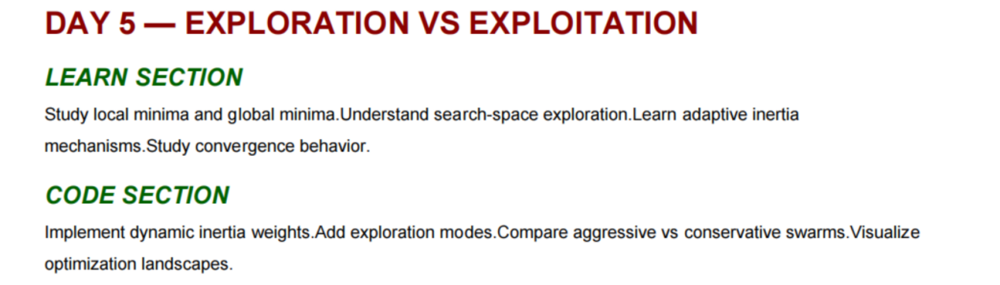 DAY 5 — EXPLORATION VS EXPLOITATION
LEARN SECTION
Study local minima and global minima.Understand search-space exploration.Learn adaptive inertia
mechanisms.Study convergence behavior.
CODE SECTION
Implement dynamic inertia weights.Add exploration modes.Compare aggressive vs conservative swarms.Visualize
optimization landscapes.